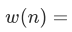 w(n) =